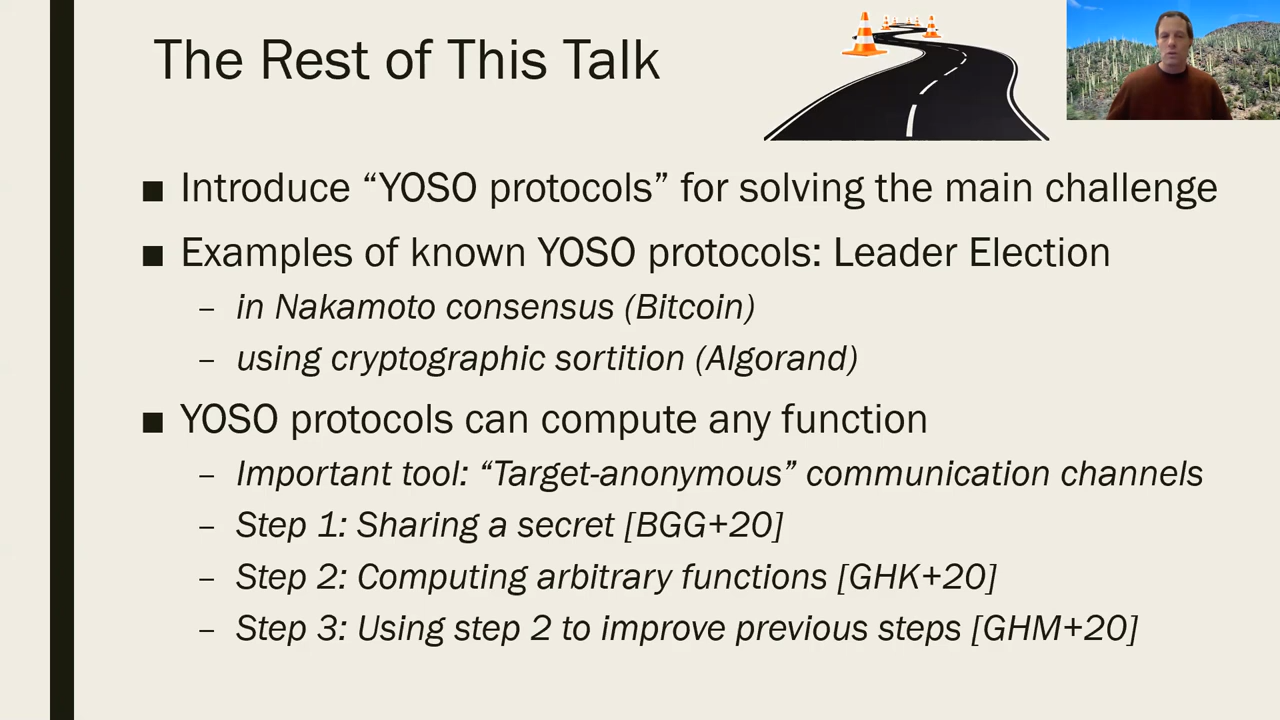 The Rest of This Talk
■ Introduce “YOSO protocols” for solving the main challenge
■ Examples of known YOSO protocols: Leader Election
– in Nakamoto consensus (Bitcoin)
– using cryptographic sortition (Algorand)
■ YOSO protocols can compute any function
– Important tool: “Target-anonymous” communication channels
– Step 1: Sharing a secret [BGG+20]
– Step 2: Computing arbitrary functions [GHK+20]
– Step 3: Using step 2 to improve previous steps [GHM+20]